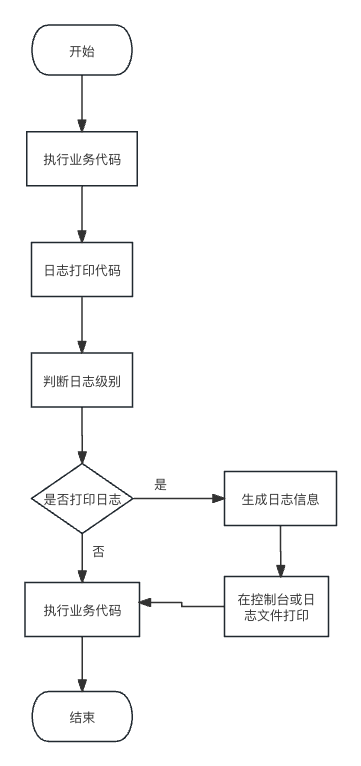 开始
执行业务代码
日志打印代码
判断日志级别
是否打印日志
是
生成日志信息
否
在控制台或日
志文件打印
执行业务代码
结束